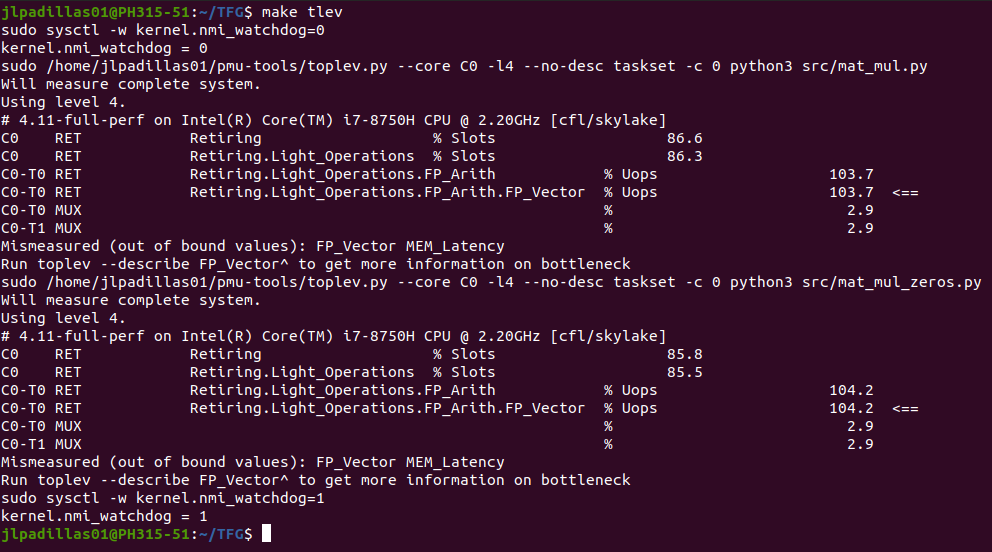 jlpadillas01@PH315-51:~/TFG$ make tlev
sudo sysctl -w kernel.nmi_watchdog=0
kernel.nmi_watchdog = 0
sudo /home/jlpadillas01/pmu-tools/toplev.py --core C0 -l4 --no-desc taskset -c 0 python3 src/mat_mul.py
Will measure complete system.
Using level 4.
# 4.11-full-perf on Intel(R) Core(TM) i7-8750H CPU @ 2.20GHz [cfl/skylake]
C0    RET            Retiring                   % Slots                   86.6
C0    RET            Retiring.Light_Operations  % Slots                   86.3
C0-T0 RET            Retiring.Light_Operations.FP_Arith            % Uops                   103.7
C0-T0 RET            Retiring.Light_Operations.FP_Arith.FP_Vector  % Uops                   103.7  <==
C0-T0 MUX                                                          %                          2.9
C0-T1 MUX                                                          %                          2.9
Mismeasured (out of bound values): FP_Vector MEM_Latency
Run toplev --describe FP_Vector^ to get more information on bottleneck
sudo /home/jlpadillas01/pmu-tools/toplev.py --core C0 -l4 --no-desc taskset -c 0 python3 src/mat_mul_zeros.py
Will measure complete system.
Using level 4.
# 4.11-full-perf on Intel(R) Core(TM) i7-8750H CPU @ 2.20GHz [cfl/skylake]
C0    RET            Retiring                   % Slots                   85.8
C0    RET            Retiring.Light_Operations  % Slots                   85.5
C0-T0 RET            Retiring.Light_Operations.FP_Arith            % Uops                   104.2
C0-T0 RET            Retiring.Light_Operations.FP_Arith.FP_Vector  % Uops                   104.2  <==
C0-T0 MUX                                                          %                          2.9
C0-T1 MUX                                                          %                          2.9
Mismeasured (out of bound values): FP_Vector MEM_Latency
Run toplev --describe FP_Vector^ to get more information on bottleneck
sudo sysctl -w kernel.nmi_watchdog=1
kernel.nmi_watchdog = 1
jlpadillas01@PH315-51:~/TFG$